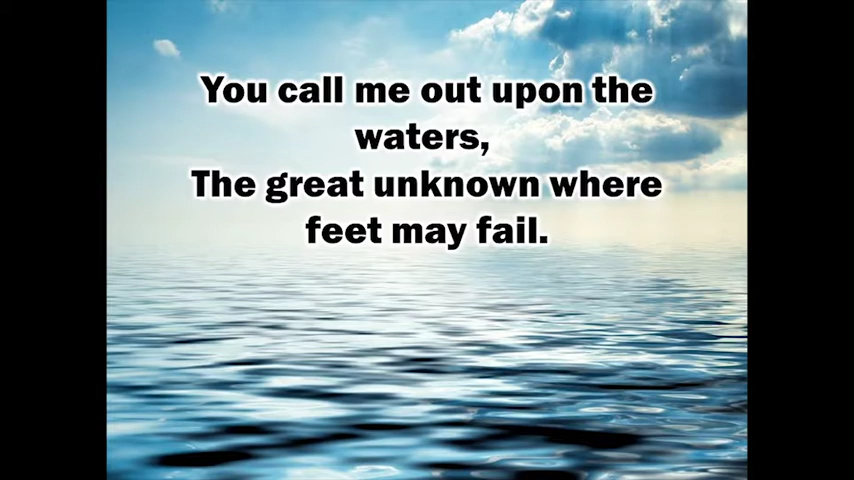 You call me out upon the
waters,
The great unknown where
feet may fail.